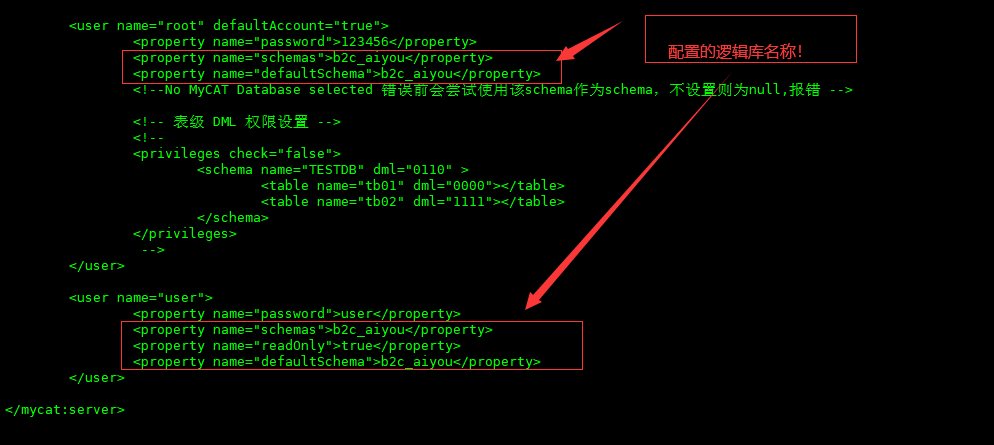 <user name="root" defaultAccount="true">
<property name="password">123456</property>
配置的逻辑库名称!
<property name="schemas">b2c_aiyou</property>
<property name="defaultSchema">b2c_aiyou</property>
<!--No MyCAT Database selected 错误前会尝试使用该schema作为schema，不设置则为null,报错 -->
<!-- 表级 DML 权限设置 -->
<!--
<privileges check="false">
<schema name="TESTDB" dml="0110" >
<table name="tb01" dml="0000"></table>
<table name="tb02" dml="1111"></table>
</schema>
</privileges>
-->
</user>
<user name="user">
<property name="password">user</property>
<property name="schemas">b2c_aiyou</property>
<property name="readOnly">true</property>
<property name="defaultSchema">b2c_aiyou</property>
</user>
</mycat:server>